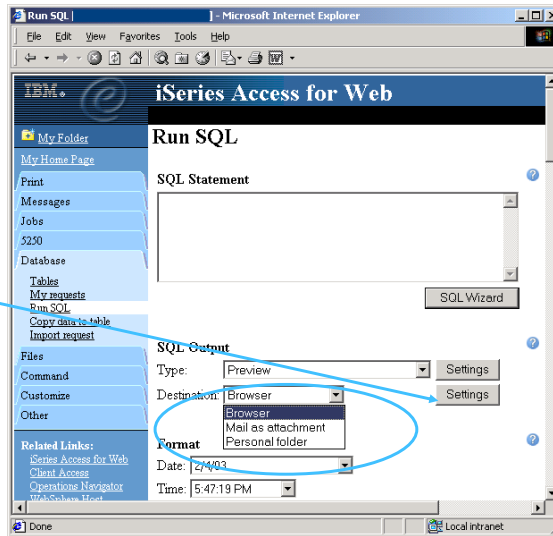 Run SQL | ] - Microsoft Internet Explorer
File Edit View Favorites Tools Help
IBM.
iSeries Access for Web
My Folder
My Home Page
Print
Messages
Jobs
5250
Database
Tables
My requests
Run SQL
Copy data to table
Import request
Files
Command
Customize
Other
Related Links:
iSeries Access for Web
Client Access
Operations Navigator
WebSphere Host
Run SQL
SQL Statement
SQL Wizard
SQL Output
Type: Preview Settings
Destination: Browser Settings
Browser
Mail as attachment
Personal folder
Format
Date: 2/4/03
Time: 5:47:19 PM
Done
Local intranet